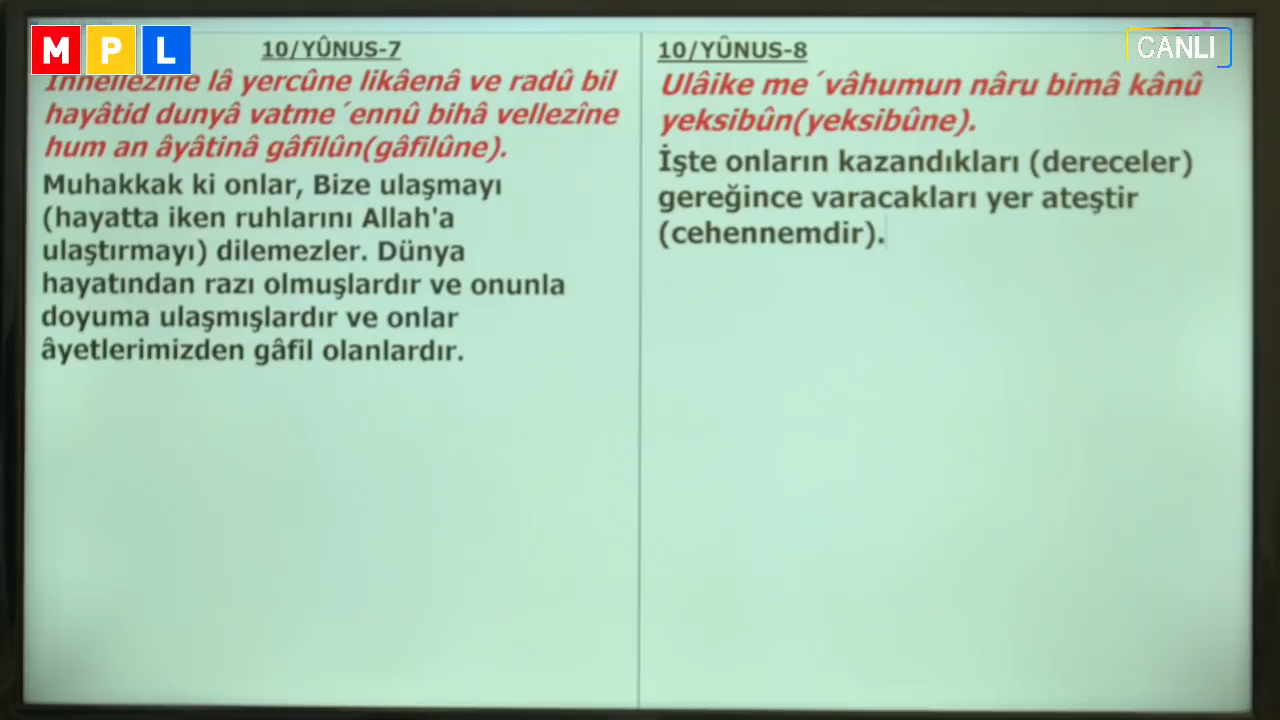 MPL
CANLI
10/YÛNUS-7
İnnellezîne lâ yercûne likâenâ ve radû bil
hayâtid dunyâ vatme´ennû bihâ vellezîne
hum an âyâtinâ gâfilûn(gâfilûne).
Muhakkak ki onlar, Bize ulaşmayı
(hayatta iken ruhlarını Allah'a
ulaştırmayı) dilemezler. Dünya
hayatından razı olmuşlardır ve onunla
doyuma ulaşmışlardır ve onlar
âyetlerimizden gâfil olanlardır.
10/YÛNUS-8
Ulâike me´vâhumun nâru bimâ kânû
yeksibûn(yeksibûne).
İşte onların kazandıkları (dereceler)
gereğince varacakları yer ateştir
(cehennemdir).